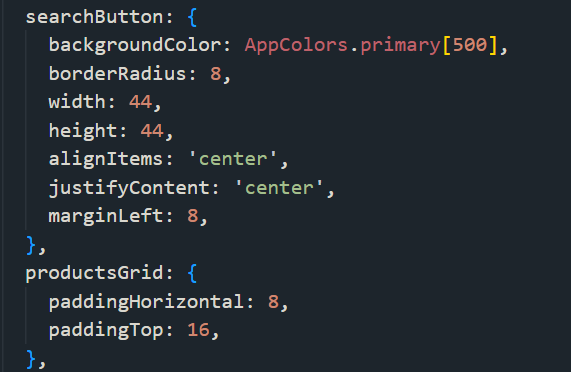 searchButton: {
  backgroundColor: AppColors.primary[500],
  borderRadius: 8,
  width: 44,
  height: 44,
  alignItems: 'center',
  justifyContent: 'center',
  marginLeft: 8,
},
productsGrid: {
  paddingHorizontal: 8,
  paddingTop: 16,
},